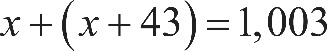 x + (x + 43) = 1,003